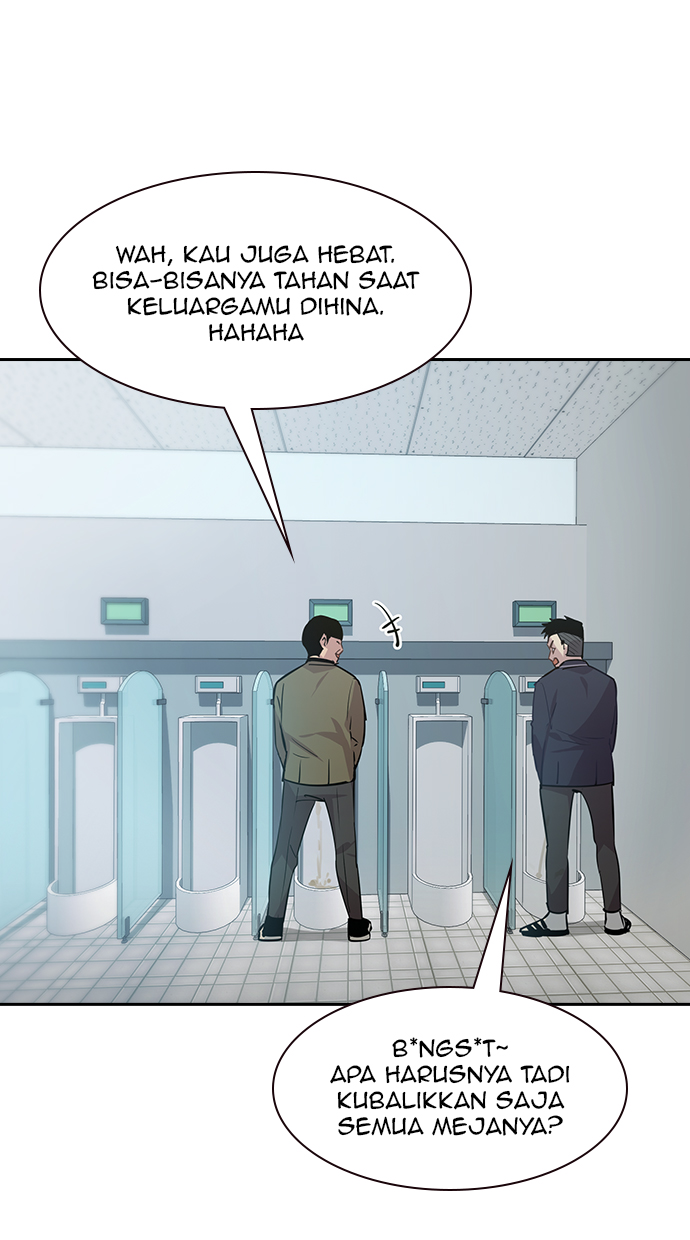 WAH, KAU JUGA HEBAT.
BISA-BISANYA TAHAN SAAT
KELUARGAMU DIHINA.
HAHAHA
B*NGS*T~
APA HARUSNYA TADI
KUBALIKKAN SAJA
SEMUA MEJANYA?